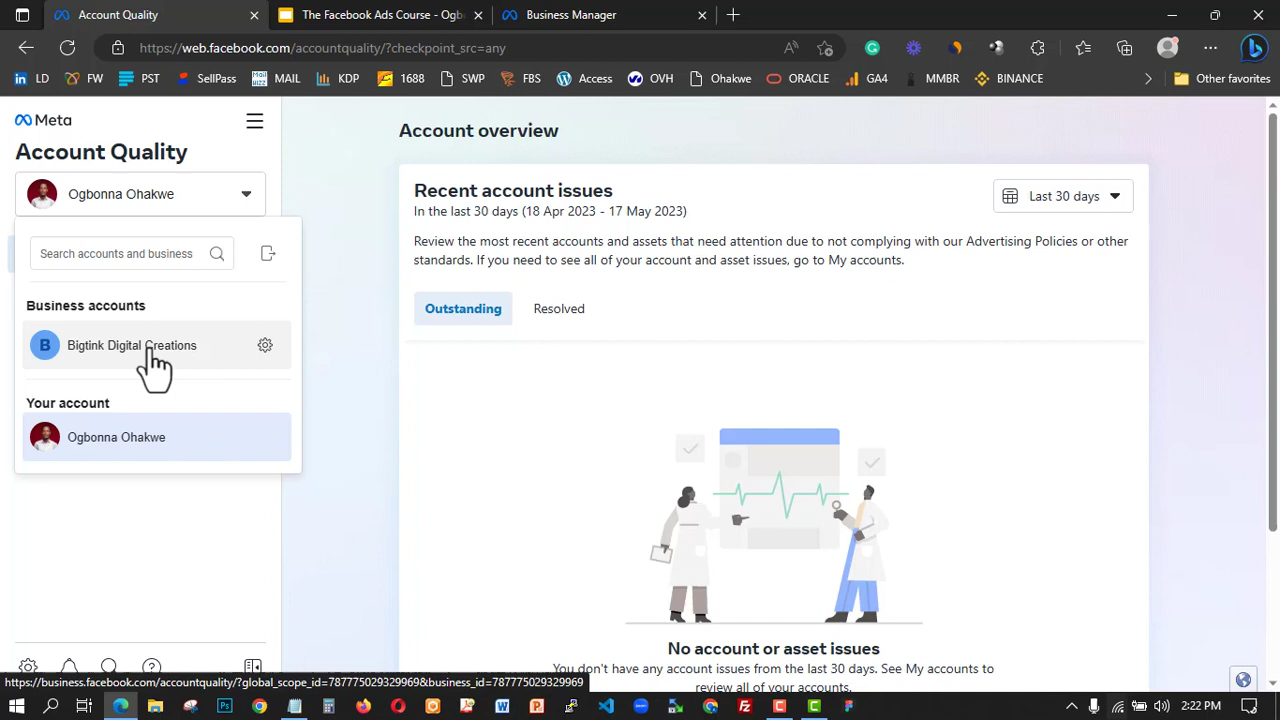 Account Quality
The Facebook Ads Course - Ogb
Business Manager
https://web.facebook.com/accountquality/?checkpoint_src=any
LD
FW
PST
SellPass
MAIL
KDP
1688
SWP
FBS
Access
OVH
Ohakwe
ORACLE
GA4
MMBR
BINANCE
Other favorites
Meta
Account Quality
Ogbonna Ohakwe
Search accounts and business
Business accounts
B
Bigtink Digital Creations
Your account
Ogbonna Ohakwe
Account overview
Recent account issues
In the last 30 days (18 Apr 2023 - 17 May 2023)
Last 30 days
Review the most recent accounts and assets that need attention due to not complying with our Advertising Policies or other
standards. If you need to see all of your account and asset issues, go to My accounts.
Outstanding
Resolved
No account or asset issues
You don't have any account issues from the last 30 days. See My accounts to
review all of your accounts.
https://business.facebook.com/accountquality/?global_scope_id=787775029329969&business_id=787775029329969
2:22 PM